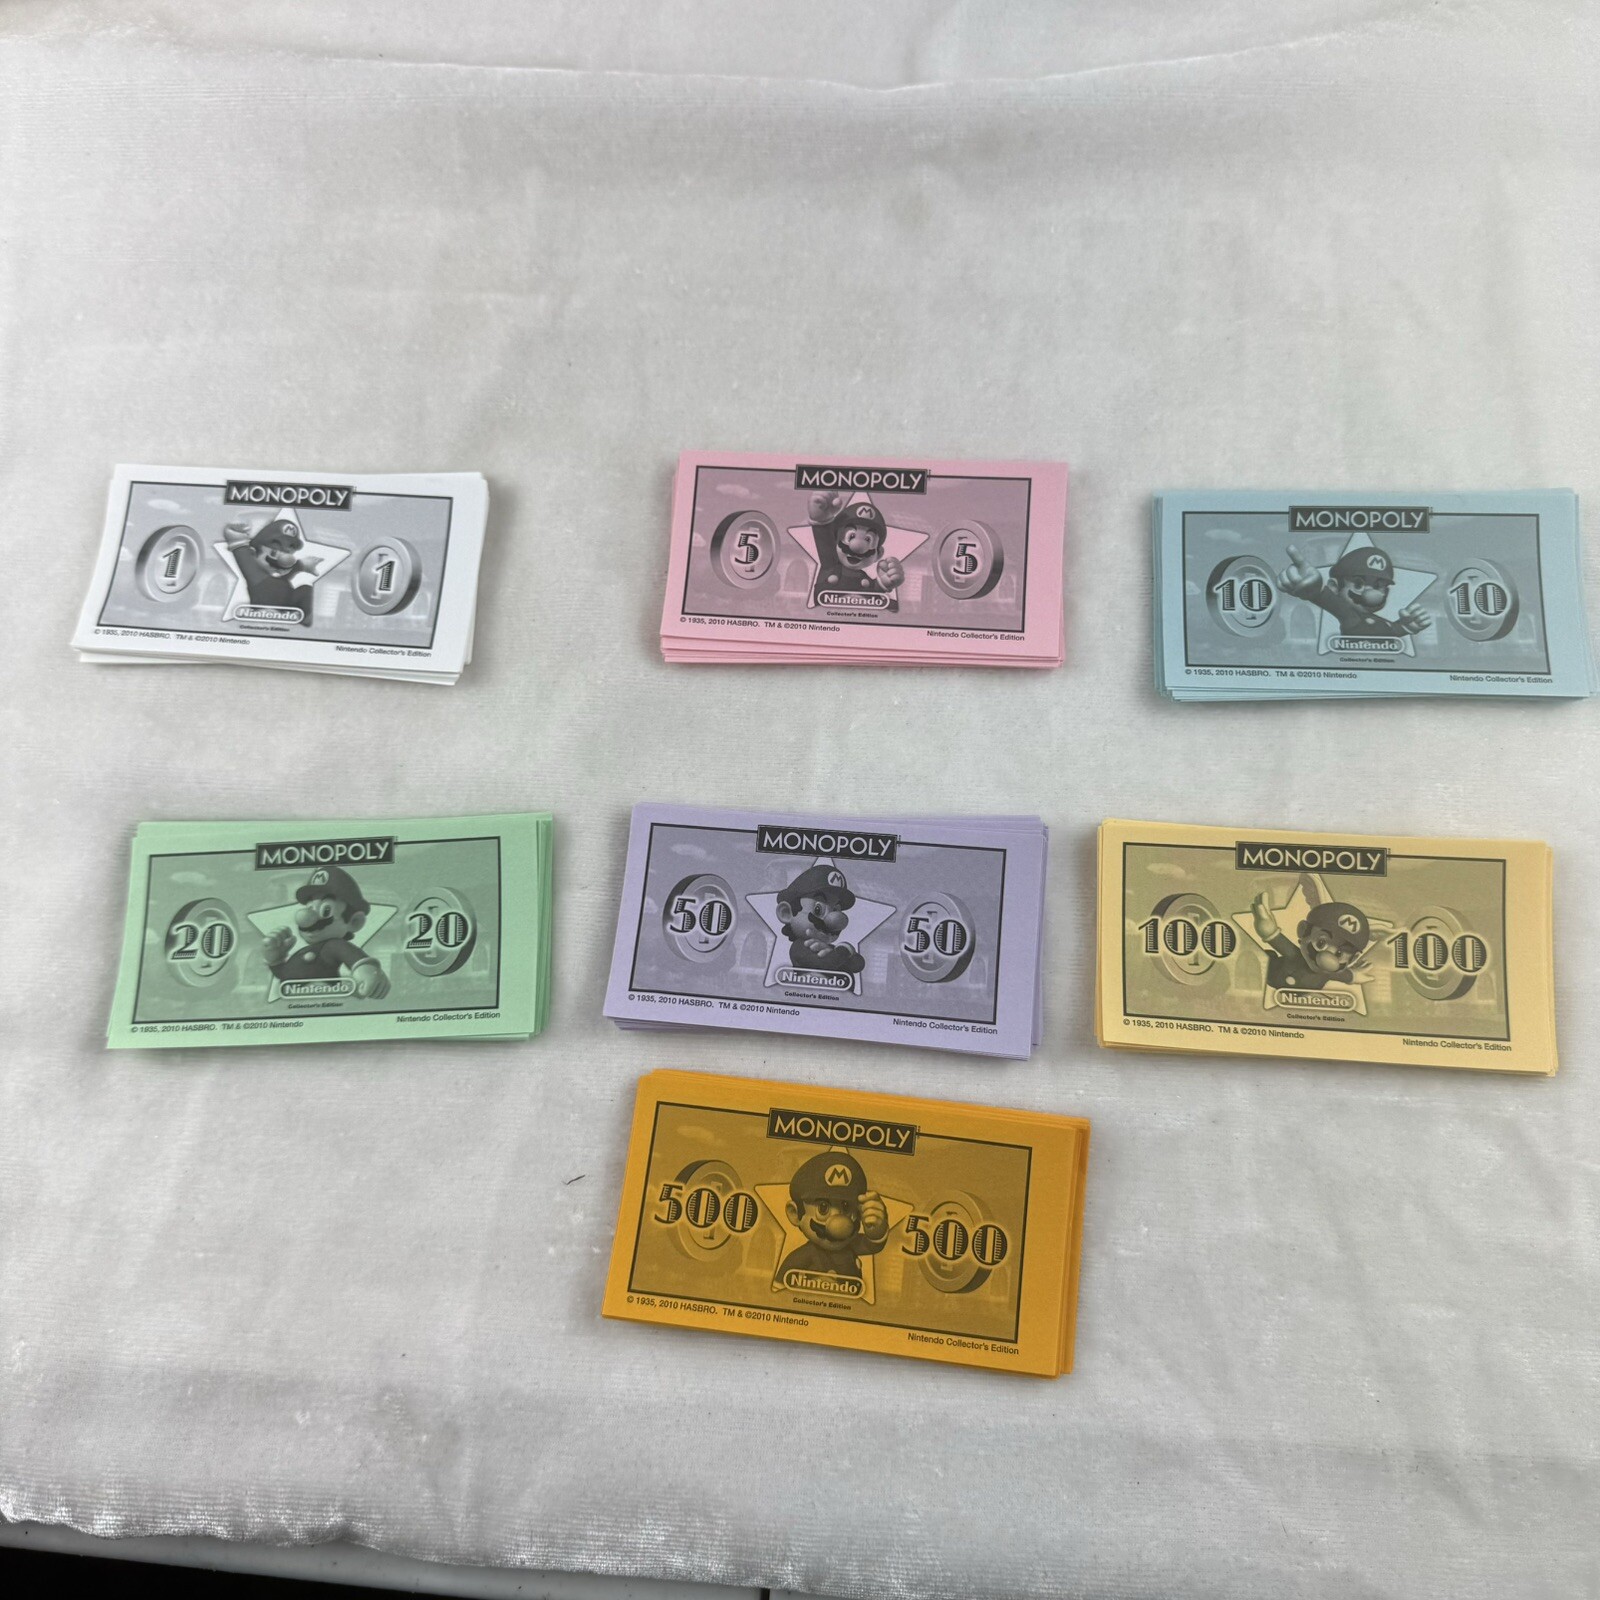 MONOPOLY
1 1
Nintendo
Collector's Edition
© 1935, 2010 HASBRO. TM & ©2010 Nintendo
Nintendo Collector's Edition
MONOPOLY
M
5 5
Nintendo
Collector's Edition
© 1935, 2010 HASBRO. TM & ©2010 Nintendo
Nintendo Collector's Edition
MONOPOLY
M
10 10
Nintendo
Collector's Edition
© 1935, 2010 HASBRO. TM & ©2010 Nintendo
Nintendo Collector's Edition
MONOPOLY
M
20 20
Nintendo
Collector's Edition
© 1935, 2010 HASBRO. TM & ©2010 Nintendo
Nintendo Collector's Edition
MONOPOLY
M
50 50
Nintendo
Collector's Edition
© 1935, 2010 HASBRO. TM & ©2010 Nintendo
Nintendo Collector's Edition
MONOPOLY
M
100 100
Nintendo
Collector's Edition
© 1935, 2010 HASBRO. TM & ©2010 Nintendo
Nintendo Collector's Edition
MONOPOLY
M
500 500
Nintendo
Collector's Edition
© 1935, 2010 HASBRO. TM & ©2010 Nintendo
Nintendo Collector's Edition